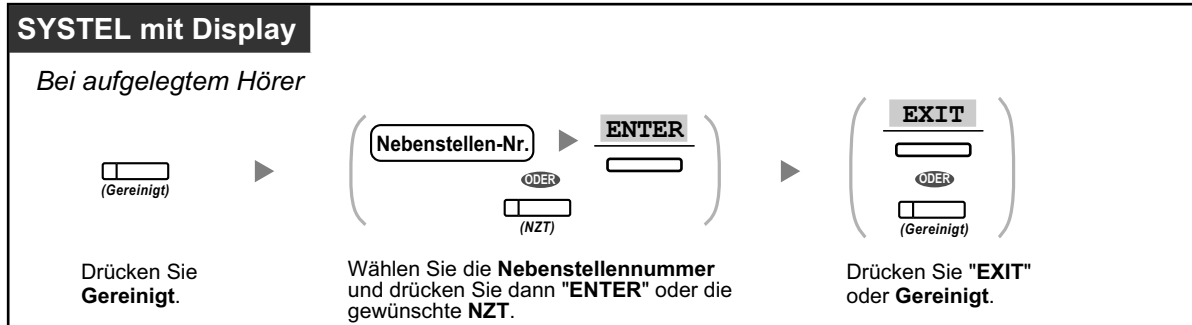 SYSTEL mit Display
Bei aufgelegtem Hörer
(Gereinigt)
Nebenstellen-Nr.
ENTER
ODER
(NZT)
EXIT
ODER
(Gereinigt)
Drücken Sie
Gereinigt.
Wählen Sie die Nebenstellennummer
und drücken Sie dann "ENTER" oder die
gewünschte NZT.
Drücken Sie "EXIT"
oder Gereinigt.